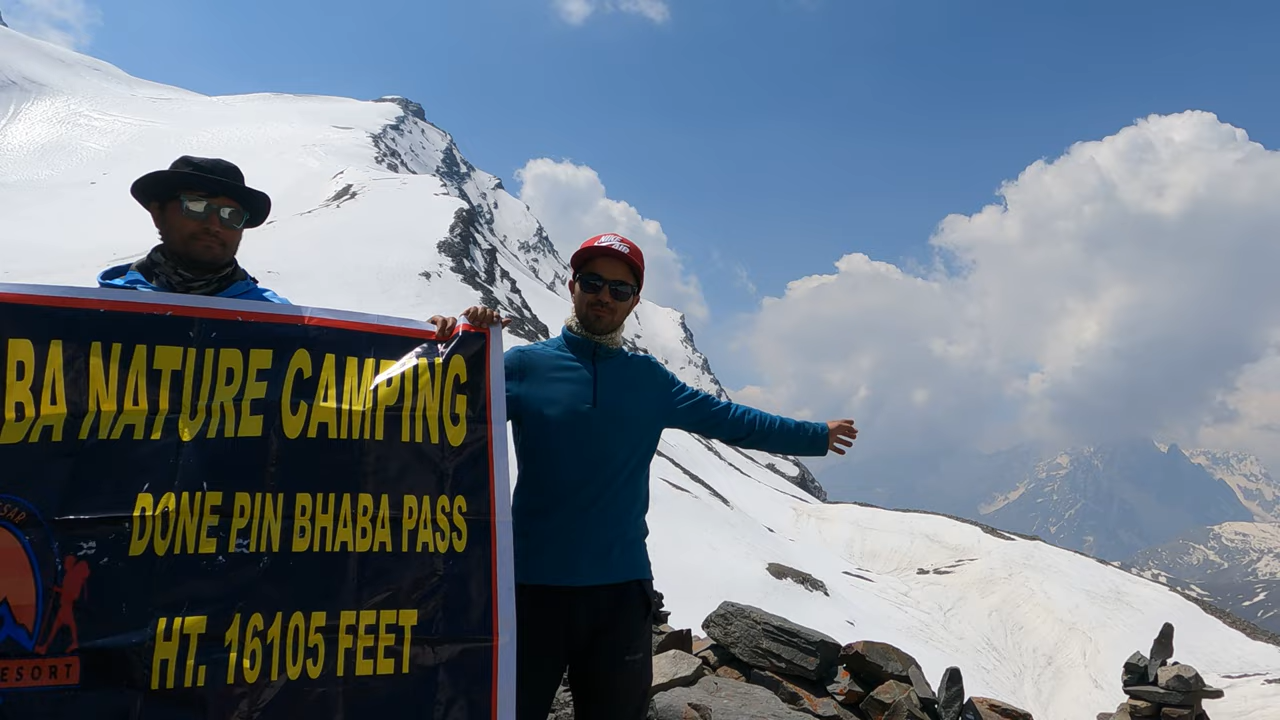 NIKE
AIR
BA NATURE CAMPING
DONE PIN BHABA PASS
HT. 16105 FEET
ESORT